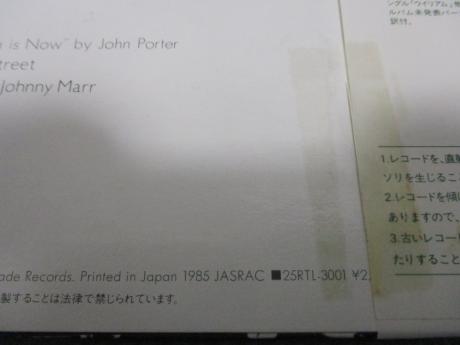 is Now" by John Porter
treet
Johnny Marr
ade Records. Printed in Japan 1985 JASRAC ■25RTL-3001 ¥2,
製することは法律で禁じられています。
ングル「ウイリアム」
ルバム未発表バー
訳付。
1.レコードを、直
ソリを生じるこ
2.レコードを傾
ありますので、
3.古いレコー
たりすること